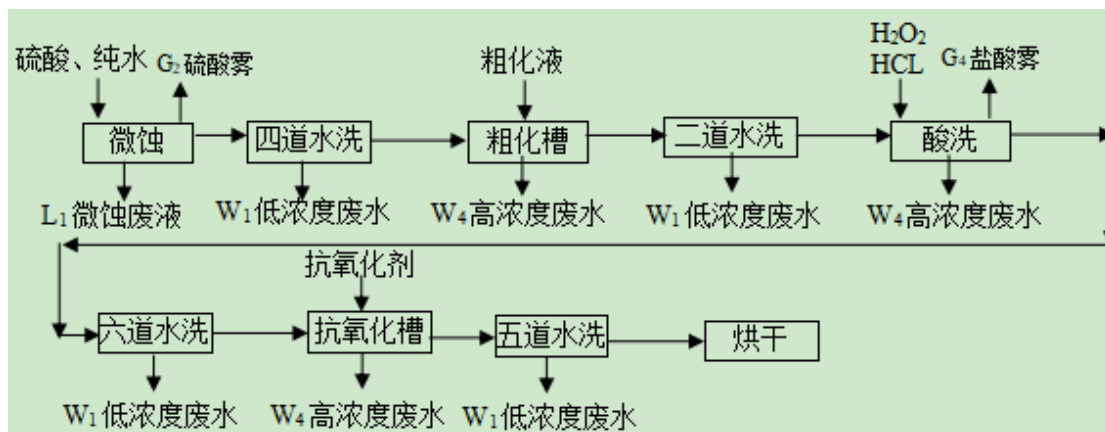 硫酸、纯水
G2硫酸雾
粗化液
H2O2
HCL
G4盐酸雾
微蚀
四道水洗
粗化槽
二道水洗
酸洗
L1微蚀废液
W1低浓度废水
W4高浓度废水
W1低浓度废水
W4高浓度废水
抗氧化剂
六道水洗
抗氧化槽
五道水洗
烘干
W1低浓度废水
W4高浓度废水
W1低浓度废水